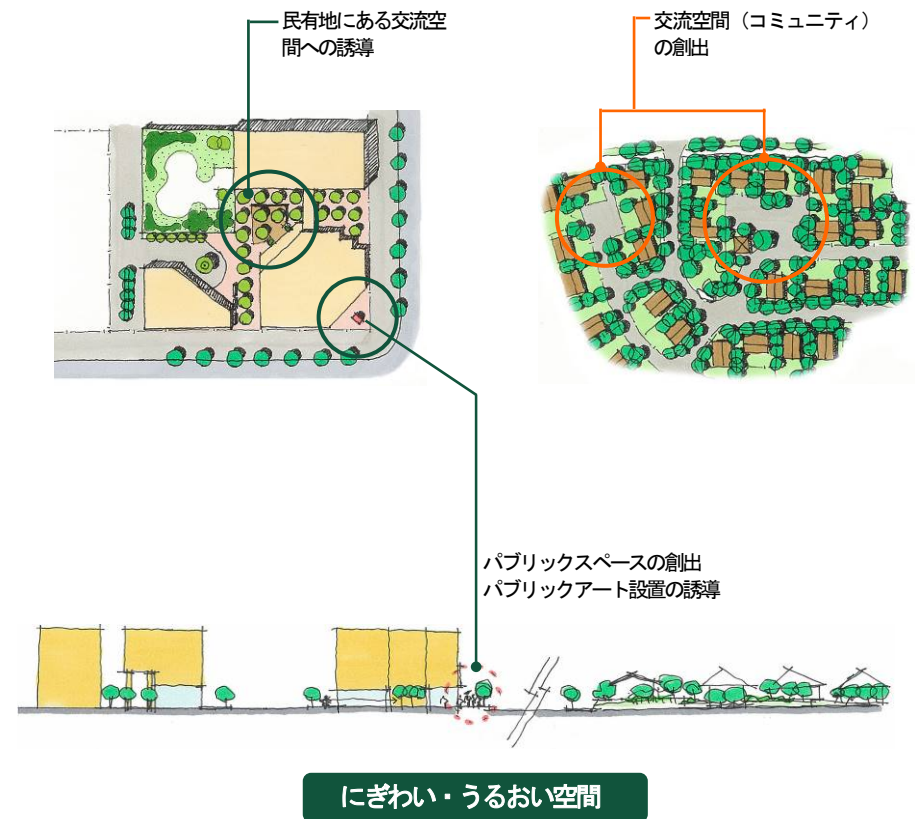 民有地にある交流空
間への誘導
交流空間（コミュニティ）
の創出
パブリックスペースの創出
パブリックアート設置の誘導
にぎわい・うるおい空間